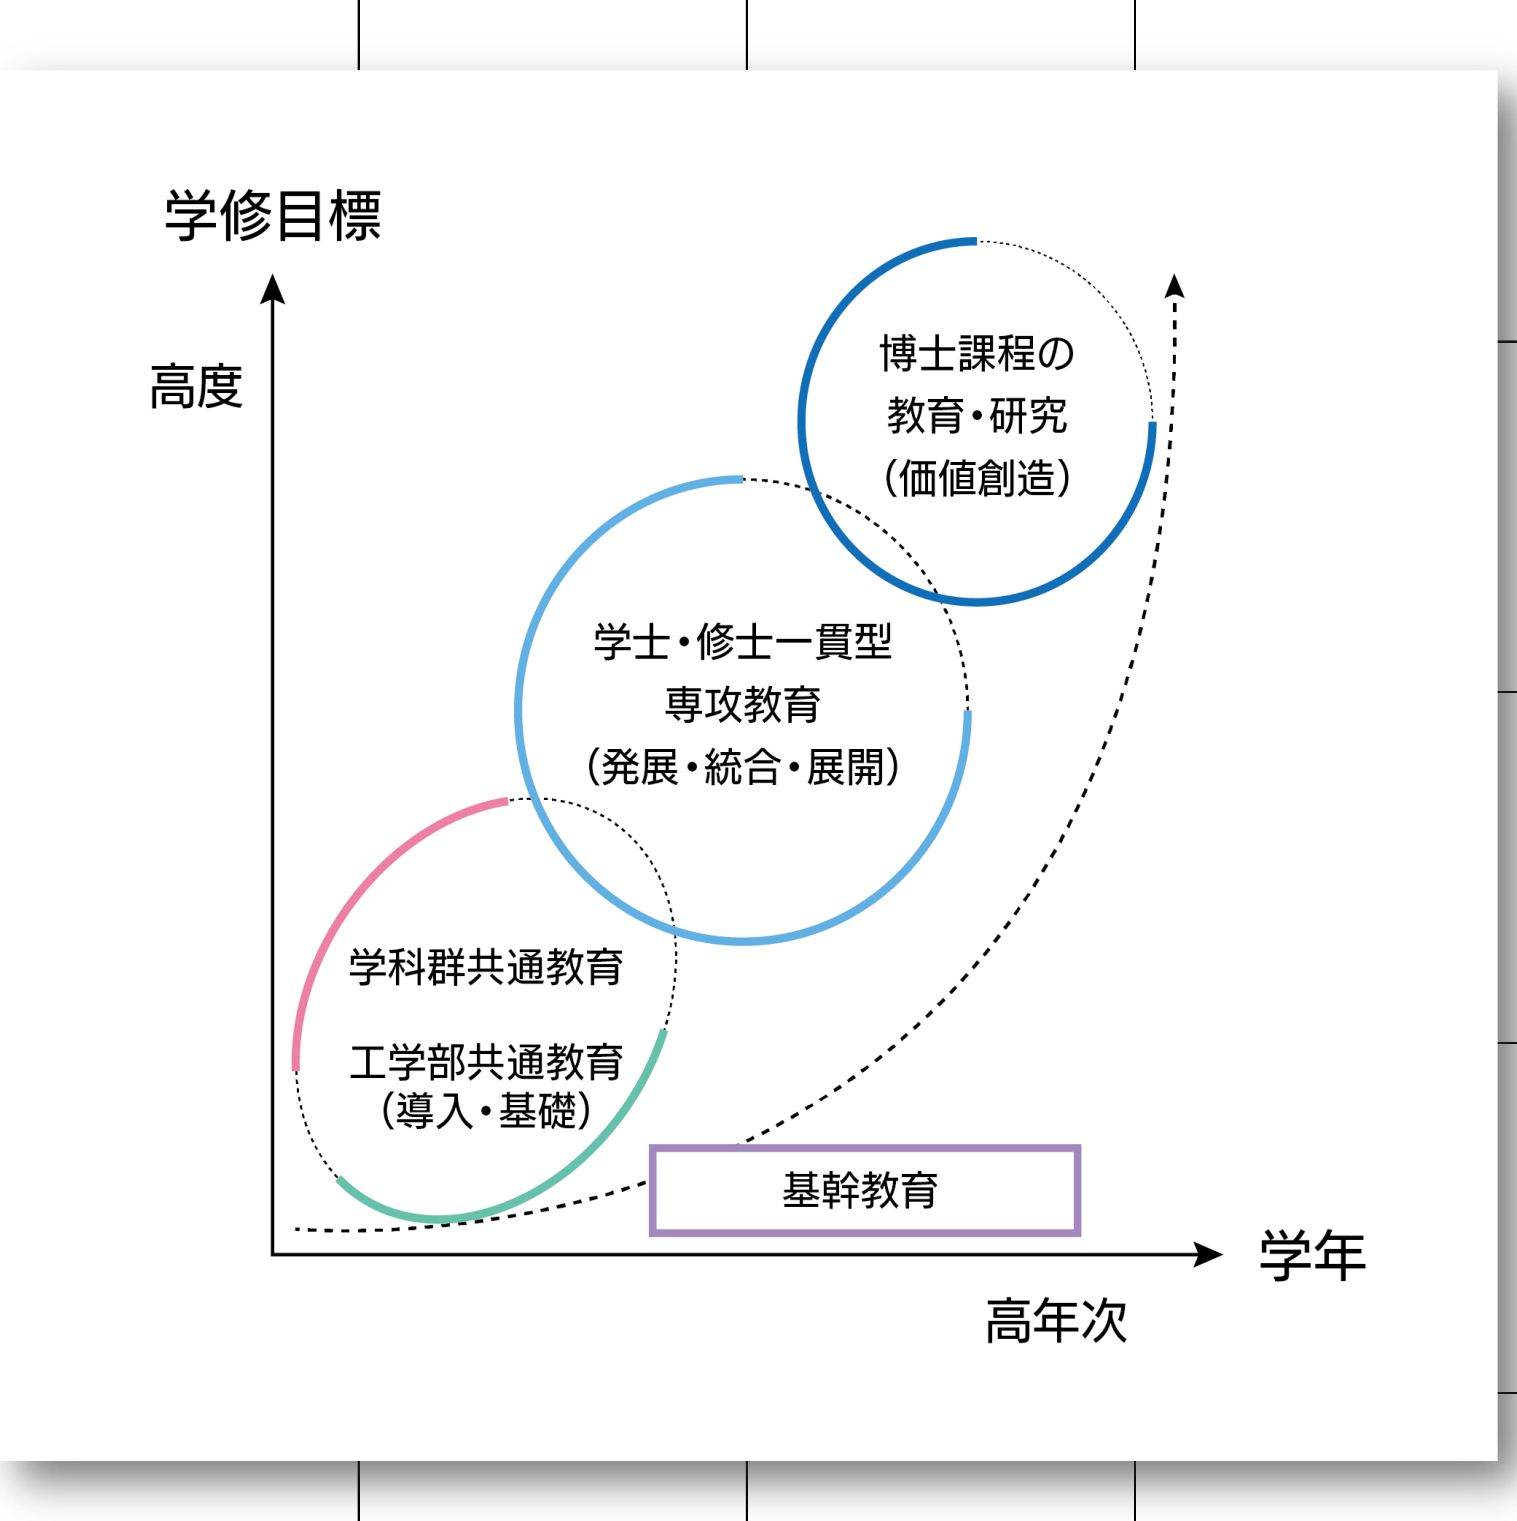 学修目標
高度
博士課程の
教育・研究
（価値創造）
学士・修士一貫型
専攻教育
（発展・統合・展開）
学科群共通教育
工学部共通教育
（導入・基礎）
基幹教育
学年
高年次